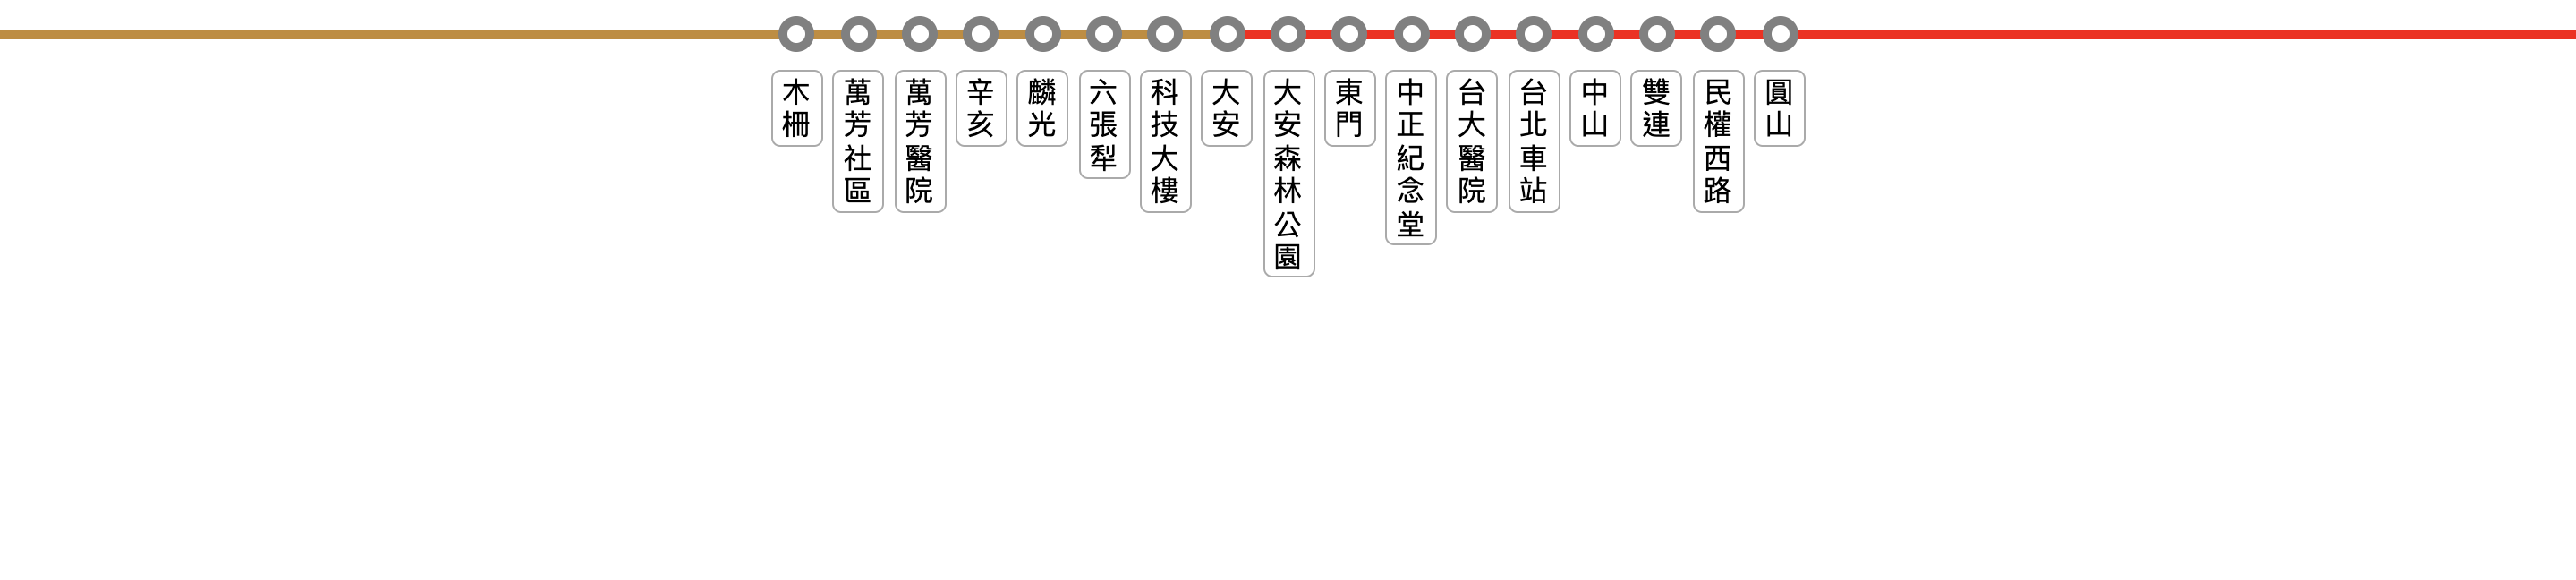 木柵
萬芳社區
萬芳醫院
辛亥
麟光
六張犁
科技大樓
大安
大安森林公園
東門
中正紀念堂
台大醫院
台北車站
中山
雙連
民權西路
圓山